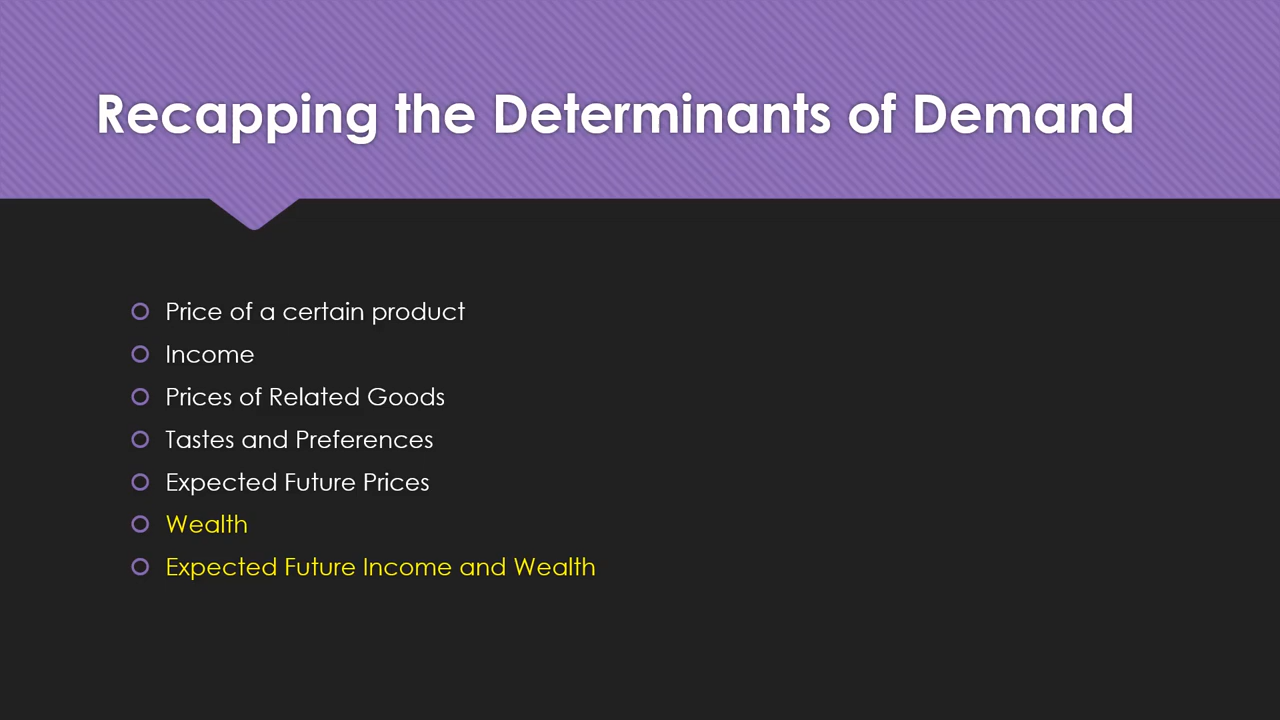 Recapping the Determinants of Demand
Price of a certain product
Income
Prices of Related Goods
Tastes and Preferences
Expected Future Prices
Wealth
Expected Future Income and Wealth